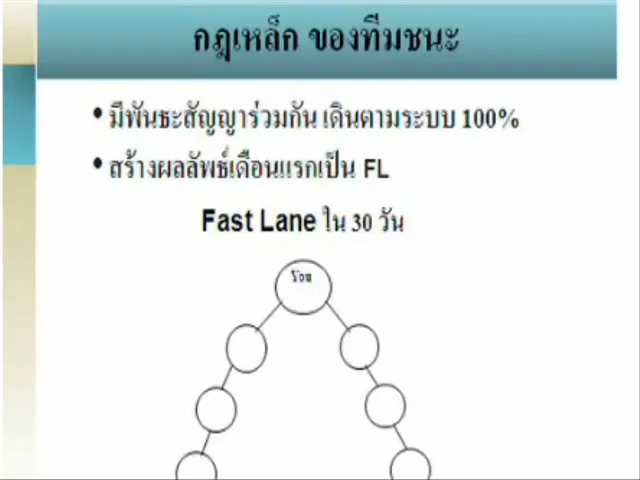 กฎเหล็ก ของทีมชนะ
• มีพันธะสัญญาร่วมกัน เดินตามระบบ 100%
• สร้างผลลัพธ์เดือนแรกเป็น FL
Fast Lane ใน 30 วัน
You